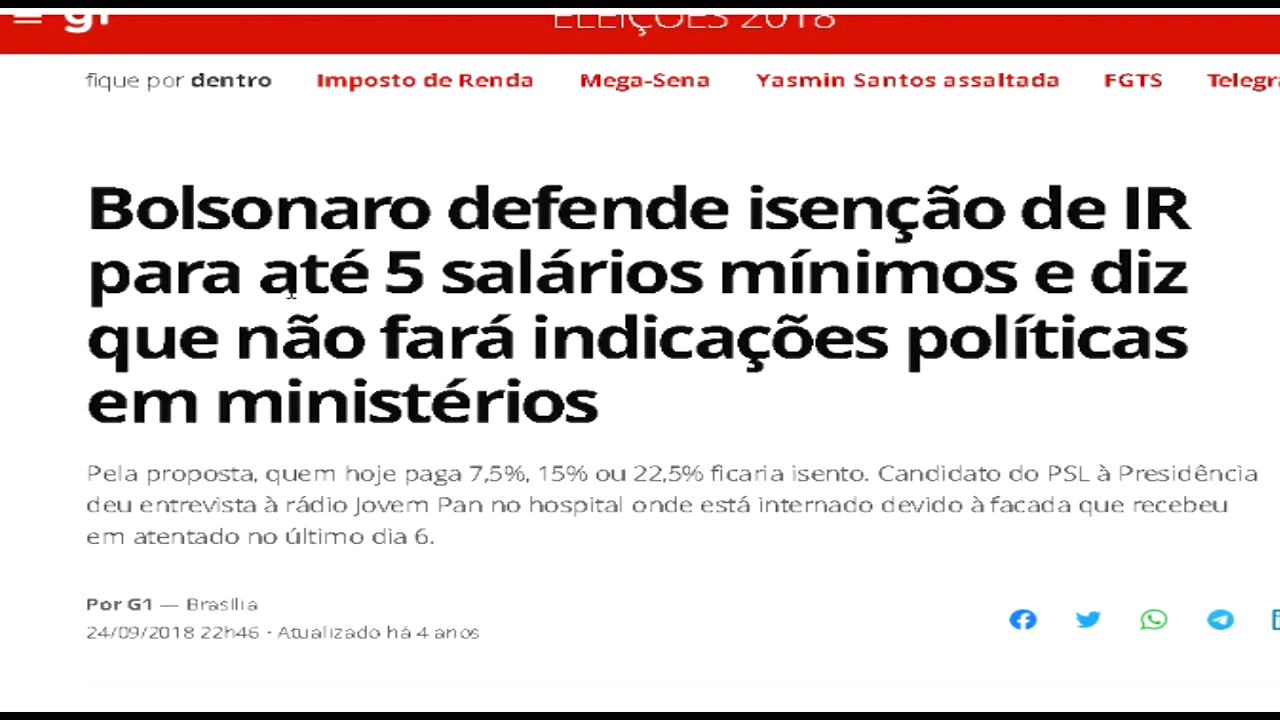 g1
ELEIÇÕES 2018
fique por dentro Imposto de Renda Mega-Sena Yasmin Santos assaltada FGTS
Bolsonaro defende isenção de IR
para até 5 salários mínimos e diz
que não fará indicações políticas
em ministérios
Pela proposta, quem hoje paga 7,5%, 15% ou 22,5% ficaria isento. Candidato do PSL à Presidência
deu entrevista à rádio Jovem Pan no hospital onde está internado devido à facada que recebeu
em atentado no último dia 6.
Por G1 — Brasília
24/09/2018 22h46 · Atualizado há 4 anos